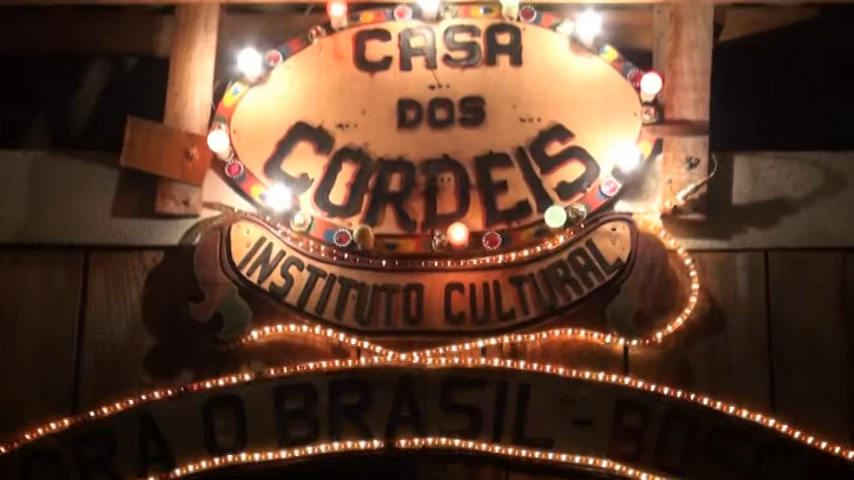 CASA
DOS
CORDEIS
INSTITUTO CULTURAL
O BRASIL -